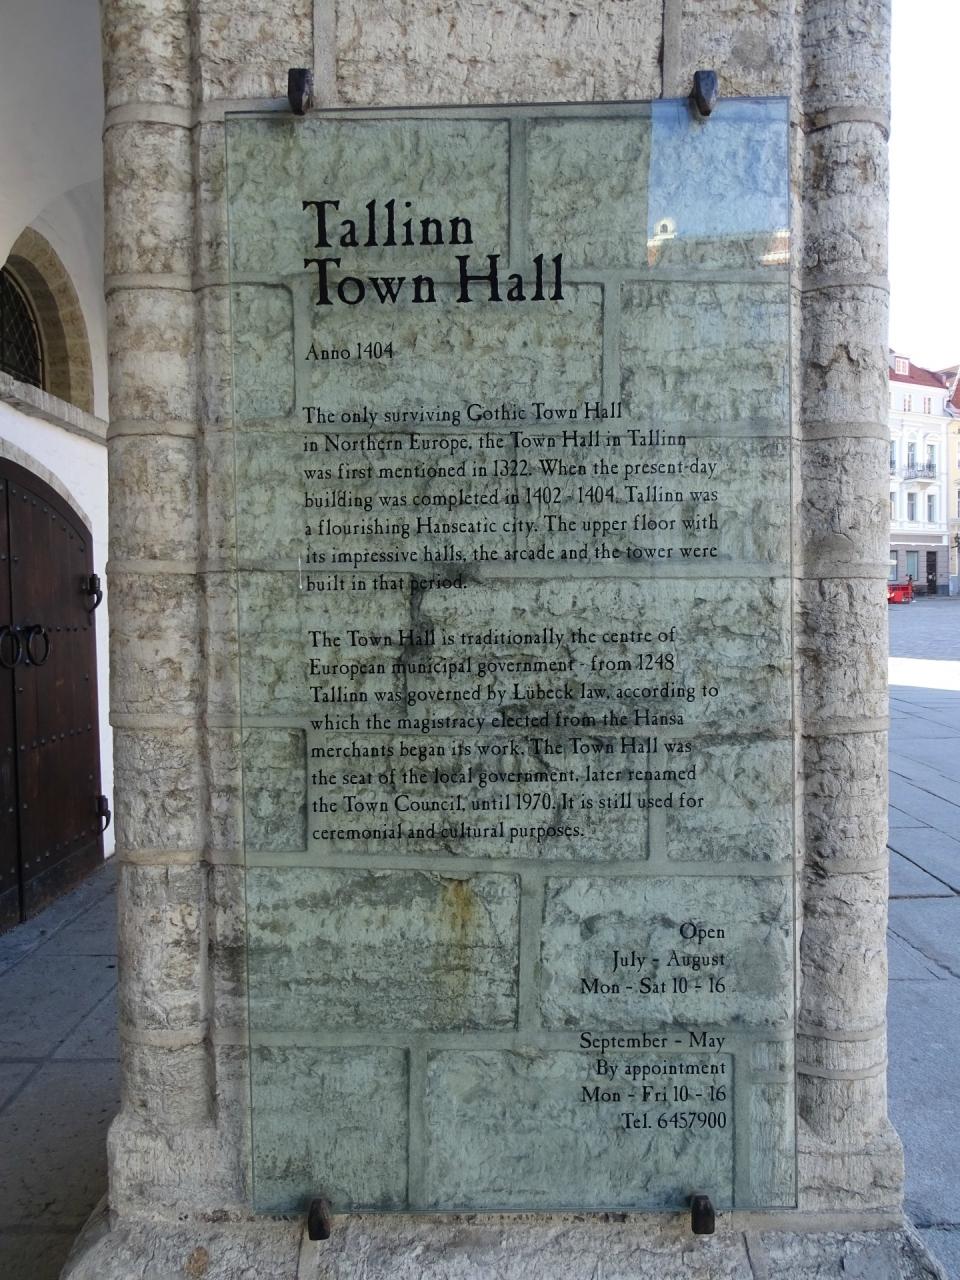 Tallinn
Town Hall
Anno 1404
The only surviving Gothic Town Hall
in Northern Europe, the Town Hall in Tallinn
was first mentioned in 1322. When the present-day
building was completed in 1402 - 1404, Tallinn was
a flourishing Hanseatic city. The upper floor with
its impressive halls, the arcade and the tower were
built in that period.
The Town Hall is traditionally the centre of
European municipal government - from 1248
Tallinn was governed by Lübeck law, according to
which the magistracy elected from the Hansa
merchants began its work. The Town Hall was
the seat of the local government, later renamed
the Town Council, until 1970. It is still used for
ceremonial and cultural purposes.
Open
July - August
Mon - Sat 10 - 16
September - May
By appointment
Mon - Fri 10 - 16
Tel. 6457900